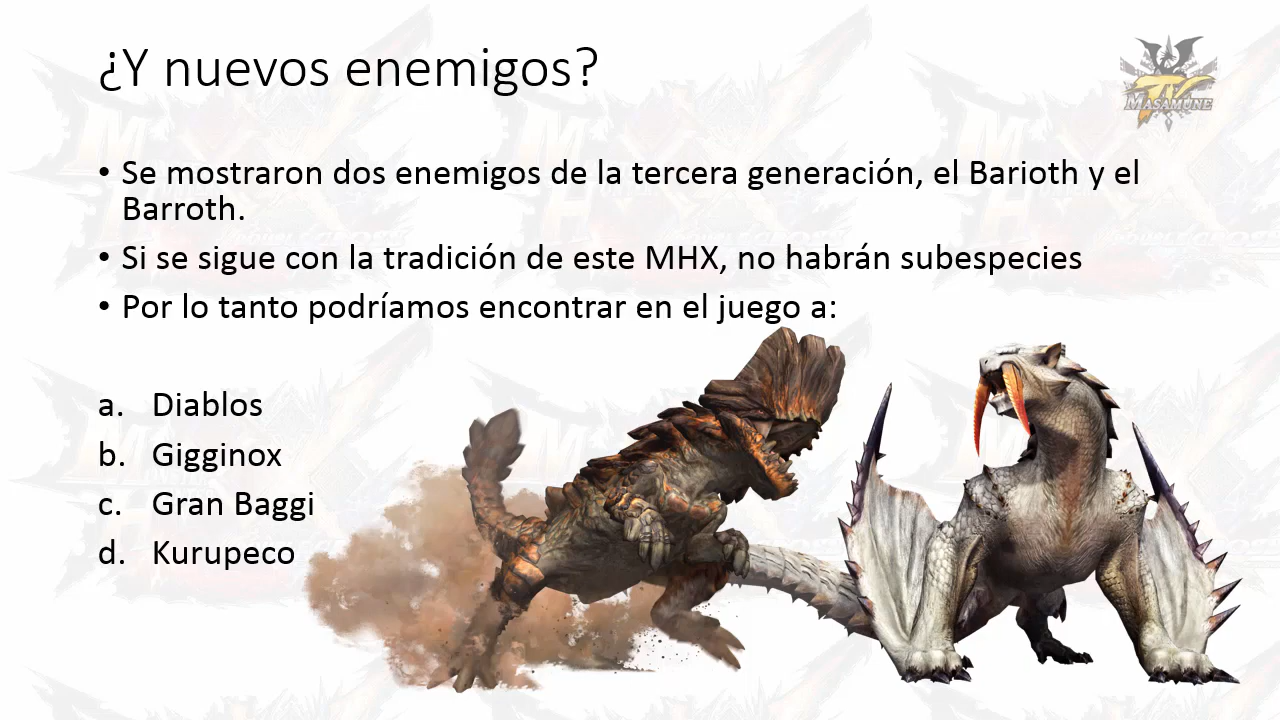 ¿Y nuevos enemigos?
TV
MASAMUNE
• Se mostraron dos enemigos de la tercera generación, el Barioth y el
Barroth.
• Si se sigue con la tradición de este MHX, no habrán subespecies
• Por lo tanto podríamos encontrar en el juego a:
a. Diablos
b. Gigginox
c. Gran Baggi
d. Kurupeco